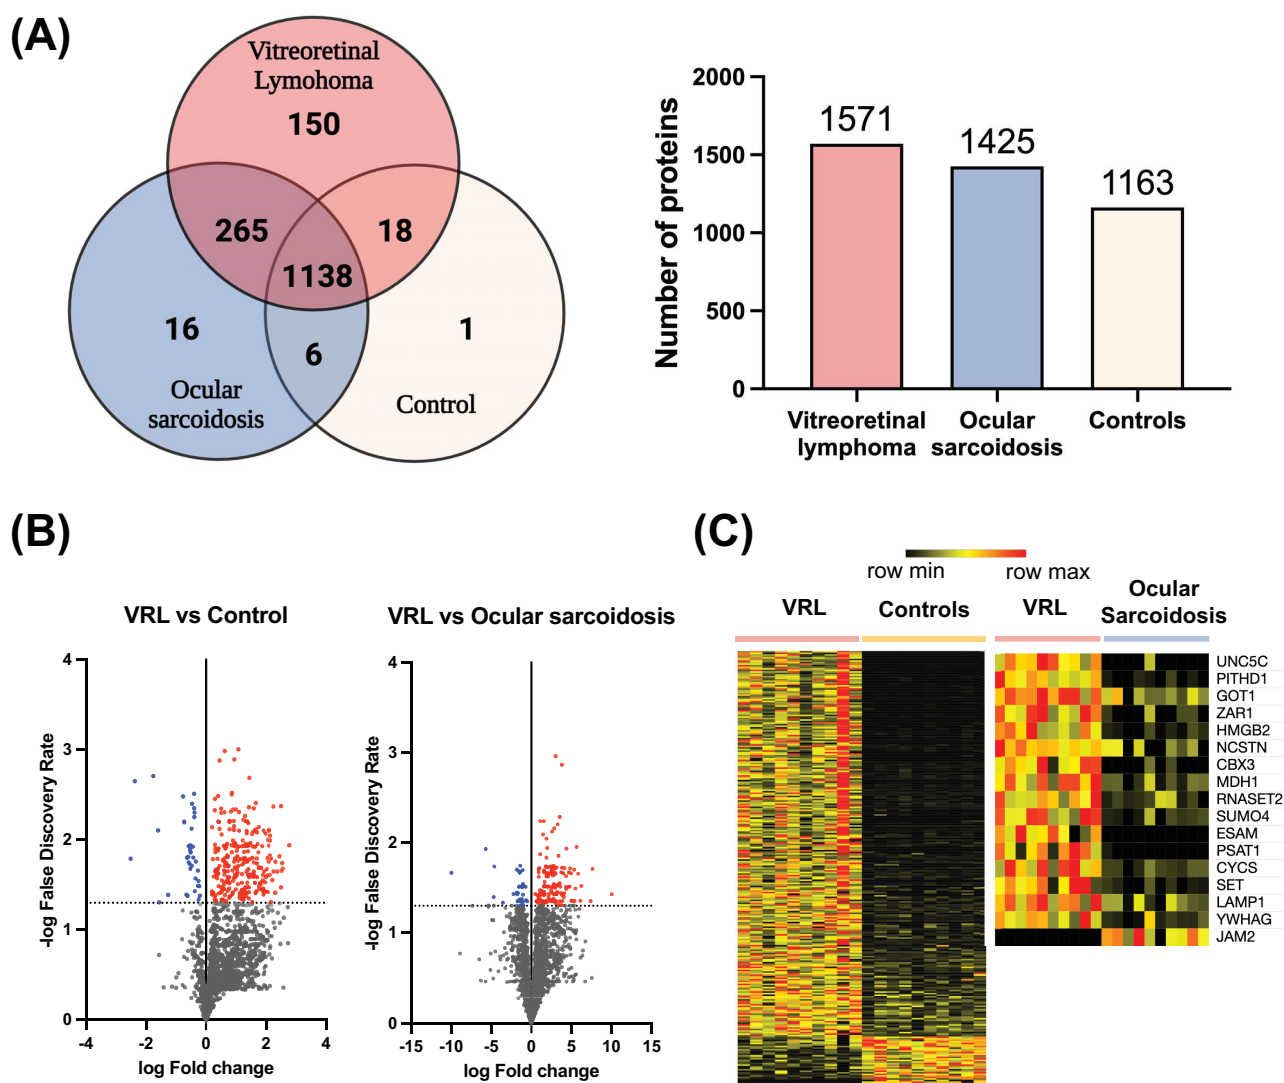 (A)
Vitreoretinal
Lymohoma
150
265
18
1138
16
1
6
Ocular
sarcoidosis
Control
Number of proteins
2000
1500
1000
500
0
1571
1425
1163
Vitreoretinal
lymphoma
Ocular
sarcoidosis
Controls
(B)
VRL vs Control
-log False Discovery Rate
4
3
2
1
0
-4
-2
0
2
4
log Fold change
VRL vs Ocular sarcoidosis
-log False Discovery Rate
4
3
2
1
0
-15
-10
-5
0
5
10
15
log Fold change
(C)
row min
row max
VRL
Controls
VRL
Ocular
Sarcoidosis
UNC5C
PITHD1
GOT1
ZAR1
HMGB2
NCSTN
CBX3
MDH1
RNASET2
SUMO4
ESAM
PSAT1
CYCS
SET
LAMP1
YWHAG
JAM2